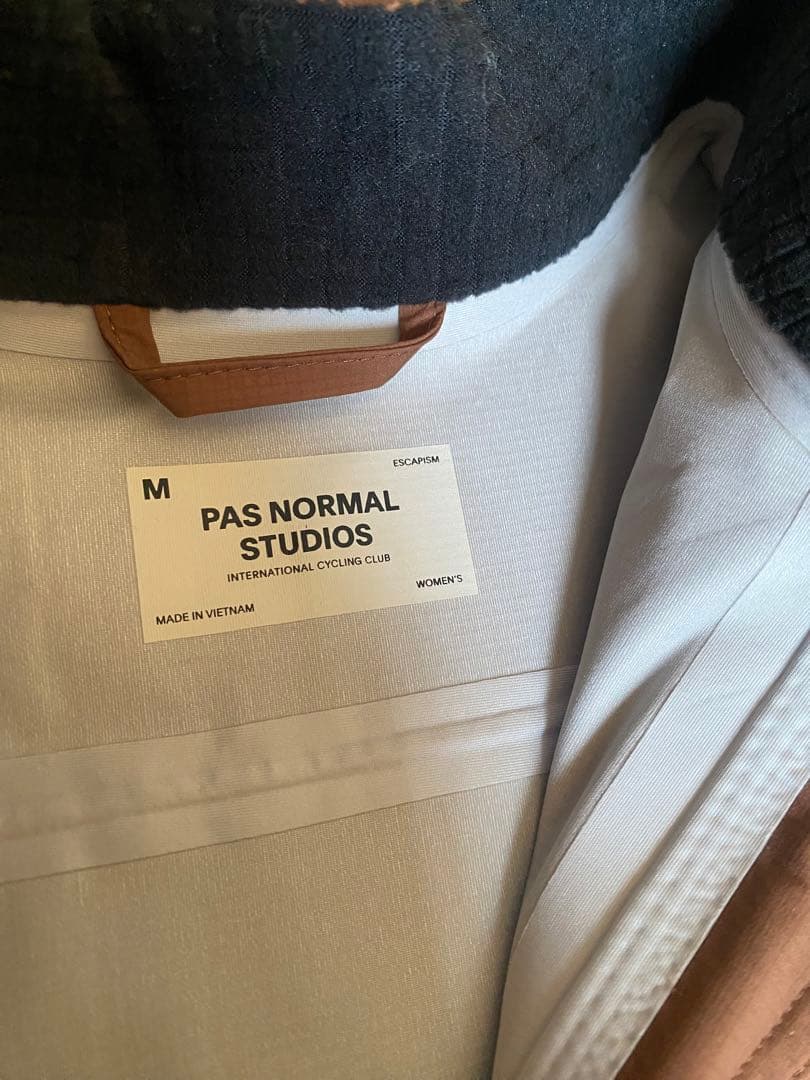 M
ESCAPISM
PAS NORMAL
STUDIOS
INTERNATIONAL CYCLING CLUB
WOMEN'S
MADE IN VIETNAM